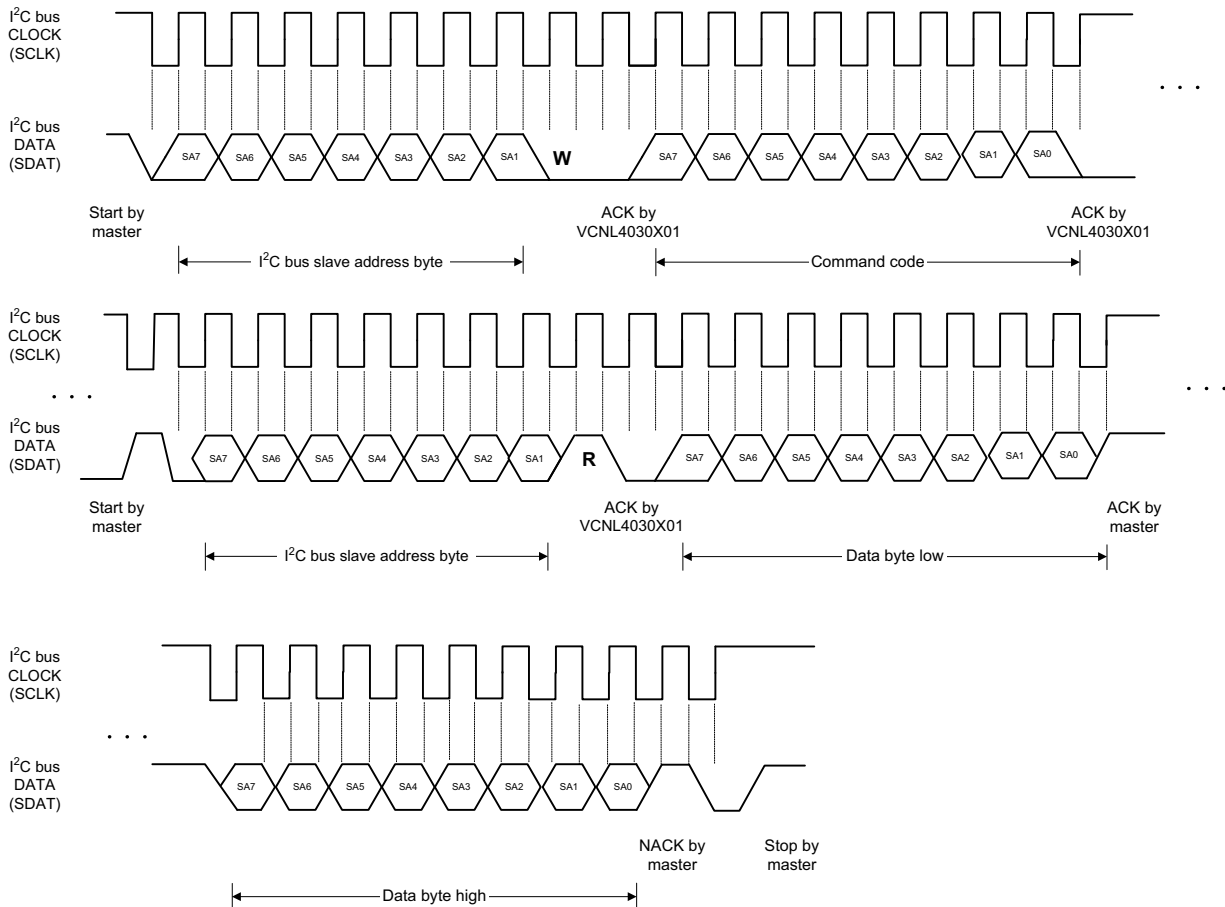 I²C bus
CLOCK
(SCLK)
. . .
I²C bus
DATA
(SDAT)
SA7 SA6 SA5 SA4 SA3 SA2 SA1 W SA7 SA6 SA5 SA4 SA3 SA2 SA1 SA0
Start by
master
ACK by
VCNL4030X01
ACK by
VCNL4030X01
I²C bus slave address byte
Command code
I²C bus
CLOCK
(SCLK)
. . .
. . .
I²C bus
DATA
(SDAT)
SA7 SA6 SA5 SA4 SA3 SA2 SA1 R SA7 SA6 SA5 SA4 SA3 SA2 SA1 SA0
Start by
master
ACK by
VCNL4030X01
ACK by
master
I²C bus slave address byte
Data byte low
I²C bus
CLOCK
(SCLK)
. . .
I²C bus
DATA
(SDAT)
SA7 SA6 SA5 SA4 SA3 SA2 SA1 SA0
NACK by
master
Stop by
master
Data byte high